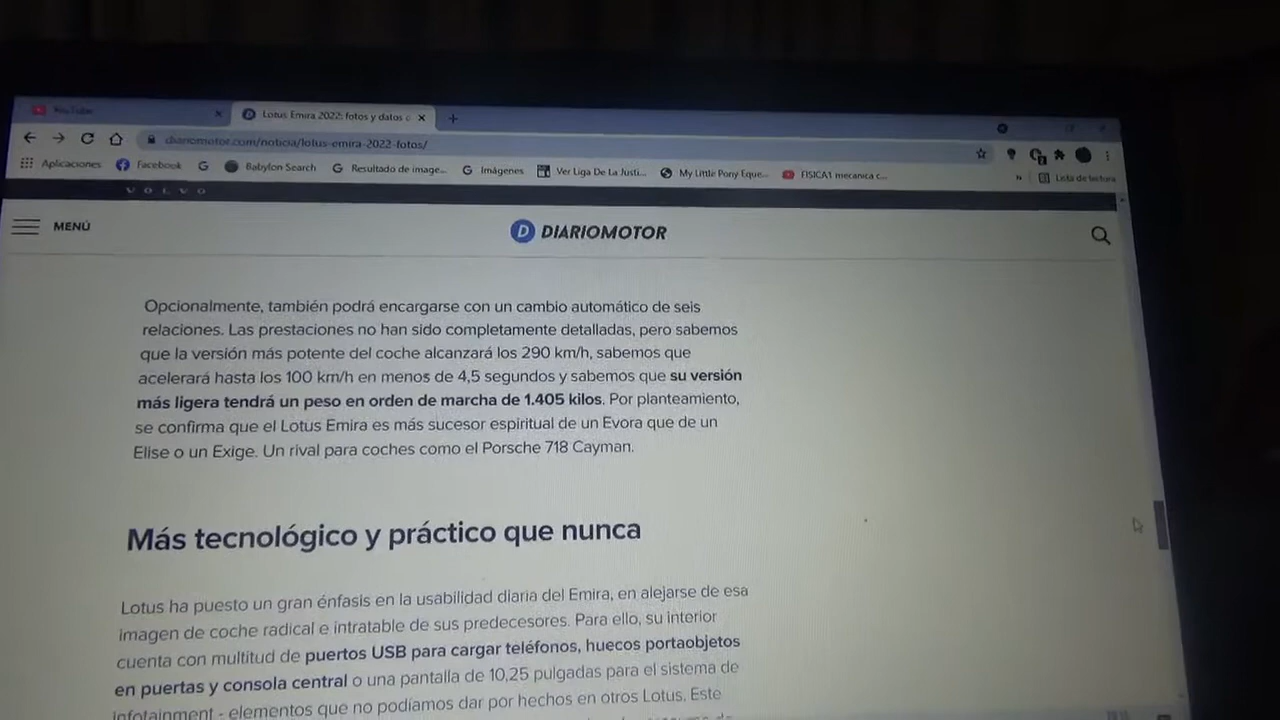 YouTube
Lotus Emira 2022: fotos y datos
diariomotor.com/noticia/lotus-emira-2022-fotos/
Aplicaciones Facebook Babylon Search Resultado de image... Imágenes Ver Liga De La Justi... My Little Pony Eque... FISICA1 mecanica c... » Lista de lectura
VOLVO
MENÚ D DIARIOMOTOR
Opcionalmente, también podrá encargarse con un cambio automático de seis
relaciones. Las prestaciones no han sido completamente detalladas, pero sabemos
que la versión más potente del coche alcanzará los 290 km/h, sabemos que
acelerará hasta los 100 km/h en menos de 4,5 segundos y sabemos que su versión
más ligera tendrá un peso en orden de marcha de 1.405 kilos. Por planteamiento,
se confirma que el Lotus Emira es más sucesor espiritual de un Evora que de un
Elise o un Exige. Un rival para coches como el Porsche 718 Cayman.
Más tecnológico y práctico que nunca
Lotus ha puesto un gran énfasis en la usabilidad diaria del Emira, en alejarse de esa
imagen de coche radical e intratable de sus predecesores. Para ello, su interior
cuenta con multitud de puertos USB para cargar teléfonos, huecos portaobjetos
en puertas y consola central o una pantalla de 10,25 pulgadas para el sistema de
infotainment - elementos que no podíamos dar por hechos en otros Lotus. Este